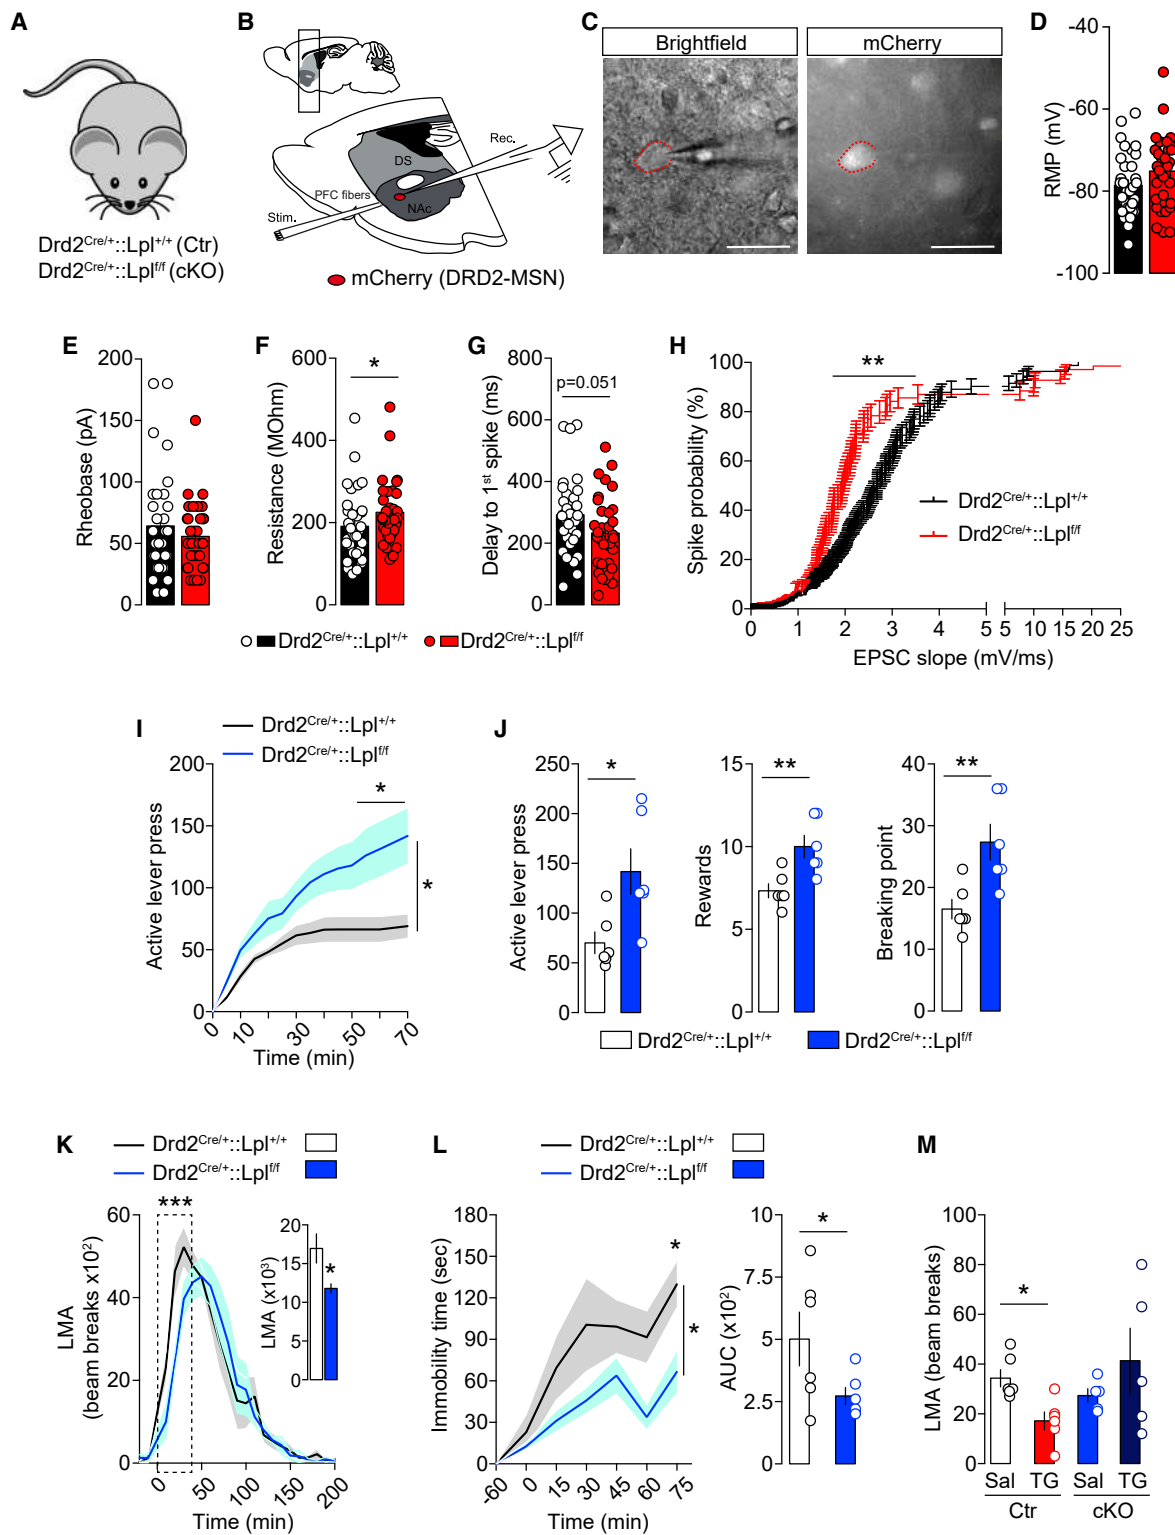 A
Drd2Cre/+::Lpl+/+ (Ctr)
Drd2Cre/+::Lplf/f (cKO)
B
DS
Rec.
PFC fibers
NAc
Stim.
mCherry (DRD2-MSN)
C
Brightfield
mCherry
D
RMP (mV)
-40
-60
-80
-100
E
Rheobase (pA)
200
150
100
50
0
F
Resistance (MOhm)
600
400
200
0
*
G
Delay to 1st spike (ms)
800
600
400
200
0
p=0.051
Drd2Cre/+::Lpl+/+
Drd2Cre/+::Lplf/f
H
Spike probability (%)
100
80
60
40
20
0
**
Drd2Cre/+::Lpl+/+
Drd2Cre/+::Lplf/f
0 1 2 3 4 5 5 10 15 20 25
EPSC slope (mV/ms)
I
Drd2Cre/+::Lpl+/+
Drd2Cre/+::Lplf/f
Active lever press
200
150
100
50
0
*
*
0 10 30 50 70
Time (min)
J
Active lever press
250
200
150
100
50
0
*
Rewards
15
10
5
0
**
Breaking point
40
30
20
10
0
**
Drd2Cre/+::Lpl+/+
Drd2Cre/+::Lplf/f
K
Drd2Cre/+::Lpl+/+
Drd2Cre/+::Lplf/f
LMA
(beam breaks x102)
60
40
20
0
***
LMA (x103)
20
15
10
5
0
*
0 50 100 150 200
Time (min)
L
Drd2Cre/+::Lpl+/+
Drd2Cre/+::Lplf/f
Immobility time (sec)
180
150
120
90
60
30
0
*
*
-60 0 15 30 45 60 75
Time (min)
AUC (x102)
10
7.5
5
2.5
0
*
M
LMA (beam breaks)
100
80
60
40
20
0
*
Sal TG Sal TG
Ctr cKO